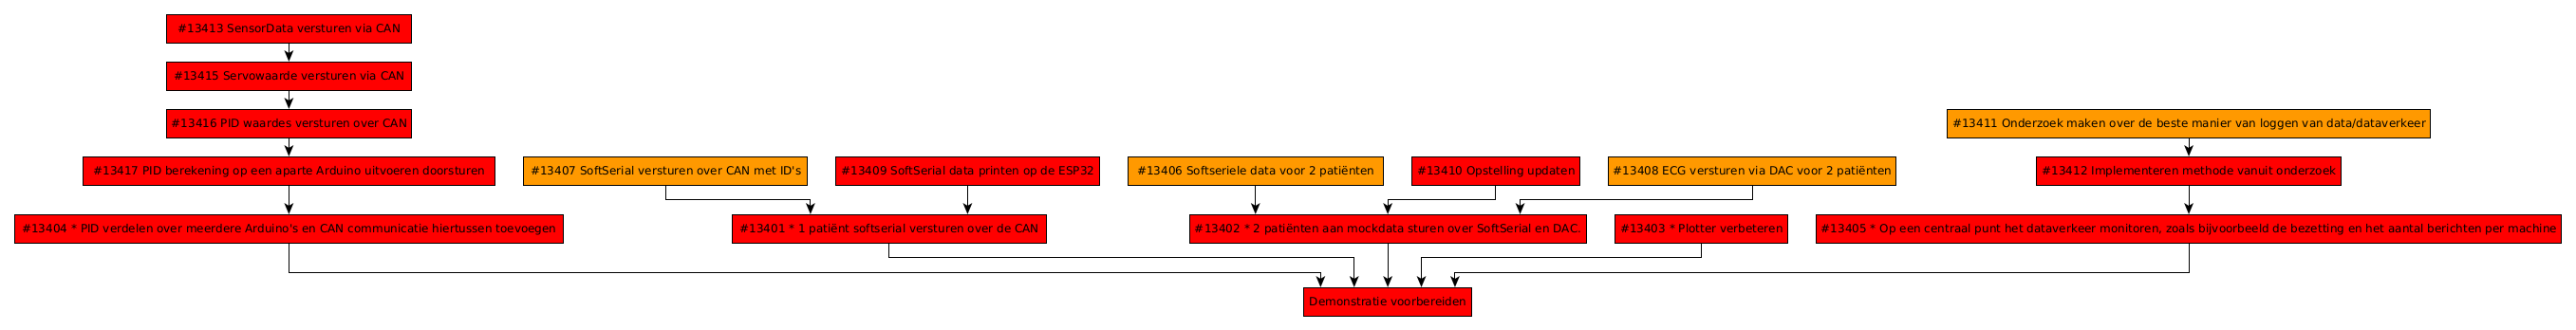 #13413 SensorData versturen via CAN
#13415 Servowaarde versturen via CAN
#13416 PID waardes versturen over CAN
#13411 Onderzoek maken over de beste manier van loggen van data/dataverkeer
#13417 PID berekening op een aparte Arduino uitvoeren doorsturen
#13407 SoftSerial versturen over CAN met ID's
#13409 SoftSerial data printen op de ESP32
#13406 Softseriele data voor 2 patiënten
#13410 Opstelling updaten
#13408 ECG versturen via DAC voor 2 patiënten
#13412 Implementeren methode vanuit onderzoek
#13404 * PID verdelen over meerdere Arduino's en CAN communicatie hiertussen toevoegen
#13401 * 1 patiënt softserial versturen over de CAN
#13402 * 2 patiënten aan mockdata sturen over SoftSerial en DAC.
#13403 * Plotter verbeteren
#13405 * Op een centraal punt het dataverkeer monitoren, zoals bijvoorbeeld de bezetting en het aantal berichten per machine
Demonstratie voorbereiden